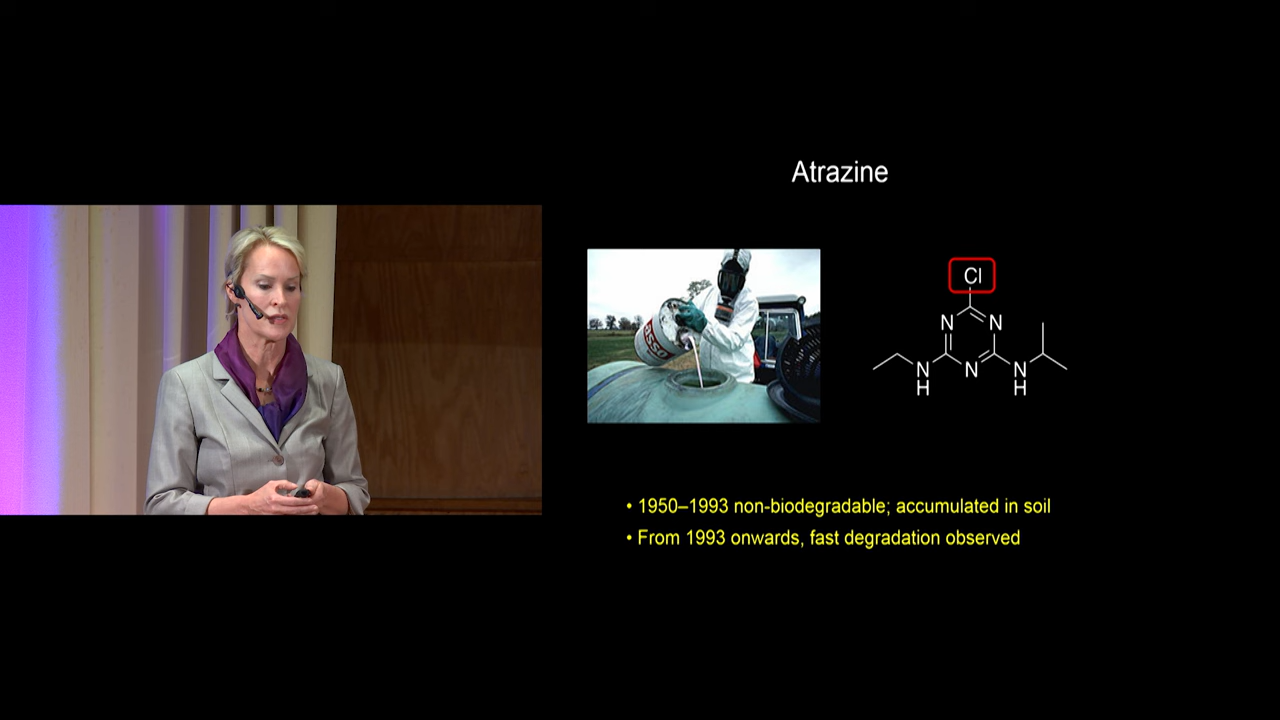 Atrazine
Cl
N N
N N N
H H
• 1950–1993 non-biodegradable; accumulated in soil
• From 1993 onwards, fast degradation observed